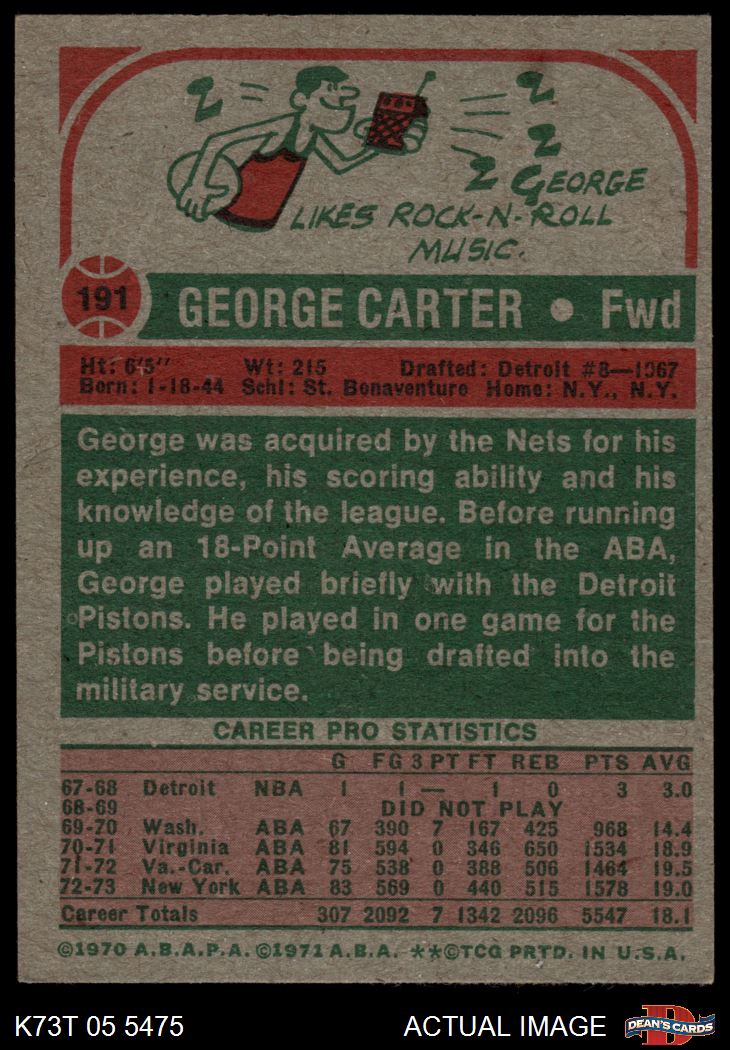 GEORGE
LIKES ROCK-N-ROLL
MUSIC.
191 GEORGE CARTER • Fwd
Ht: 6'5" Wt: 215 Drafted: Detroit #8—1967
Born: 1-18-44 Schl: St. Bonaventure Home: N.Y., N.Y.
George was acquired by the Nets for his
experience, his scoring ability and his
knowledge of the league. Before running
up an 18-Point Average in the ABA,
George played briefly with the Detroit
Pistons. He played in one game for the
Pistons before being drafted into the
military service.
CAREER PRO STATISTICS
G FG 3 PT FT REB PTS AVG
67-68 Detroit NBA 1 1 — 1 0 3 3.0
68-69 DID NOT PLAY
69-70 Wash. ABA 67 390 7 167 425 968 14.4
70-71 Virginia ABA 81 594 0 346 650 1534 18.9
71-72 Va.-Car. ABA 75 538 0 388 506 1464 19.5
72-73 New York ABA 83 569 0 440 515 1578 19.0
Career Totals 307 2092 7 1342 2096 5547 18.1
©1970 A.B.A.P.A. ©1971 A.B.A. **©TCG PRTD. IN U.S.A.
K73T 05 5475 ACTUAL IMAGE DEAN'S CARDS